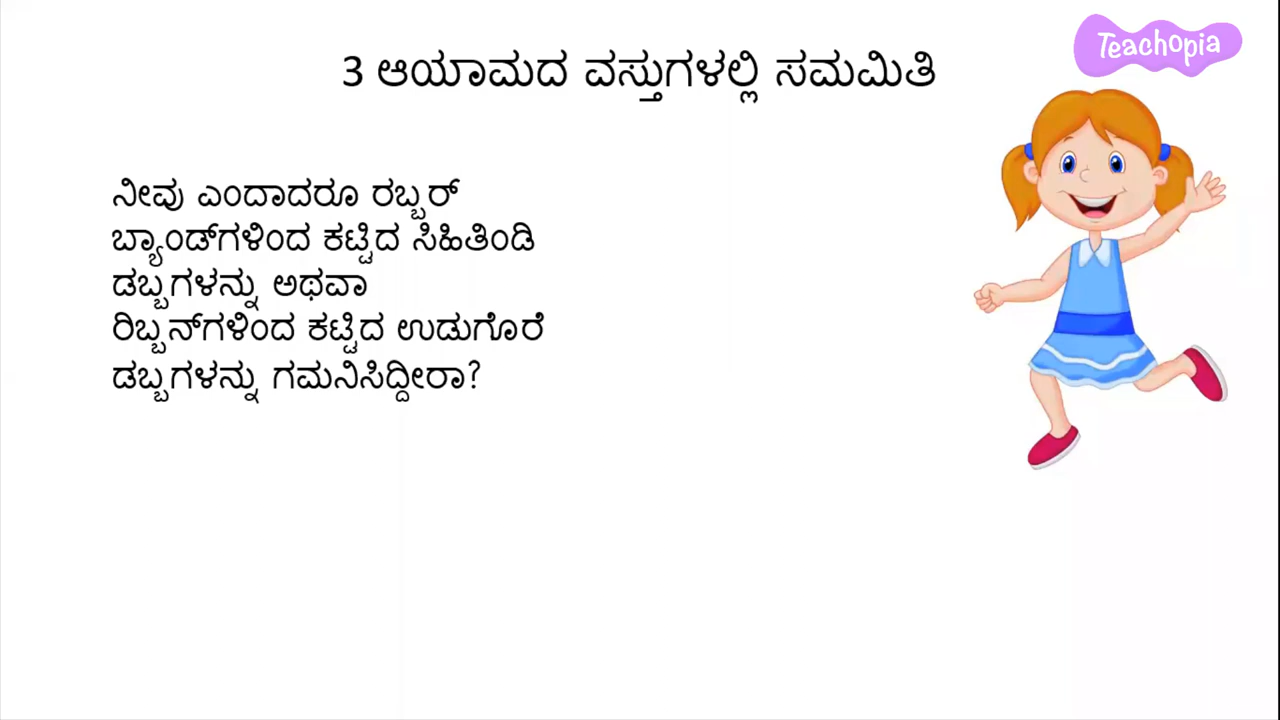 Teachopia
3 ಆಯಾಮದ ವಸ್ತುಗಳಲ್ಲಿ ಸಮಮಿತಿ
ನೀವು ಎಂದಾದರೂ ರಬ್ಬರ್
ಬ್ಯಾಂಡ್‌ಗಳಿಂದ ಕಟ್ಟಿದ ಸಿಹಿತಿಂಡಿ
ಡಬ್ಬಗಳನ್ನು ಅಥವಾ
ರಿಬ್ಬನ್‌ಗಳಿಂದ ಕಟ್ಟಿದ ಉಡುಗೊರೆ
ಡಬ್ಬಗಳನ್ನು ಗಮನಿಸಿದ್ದೀರಾ?